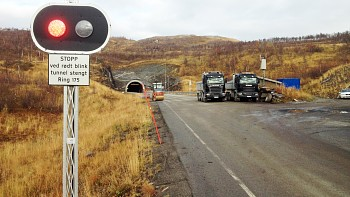 STOPP
ved rødt blink
tunnel stengt
Ring 175